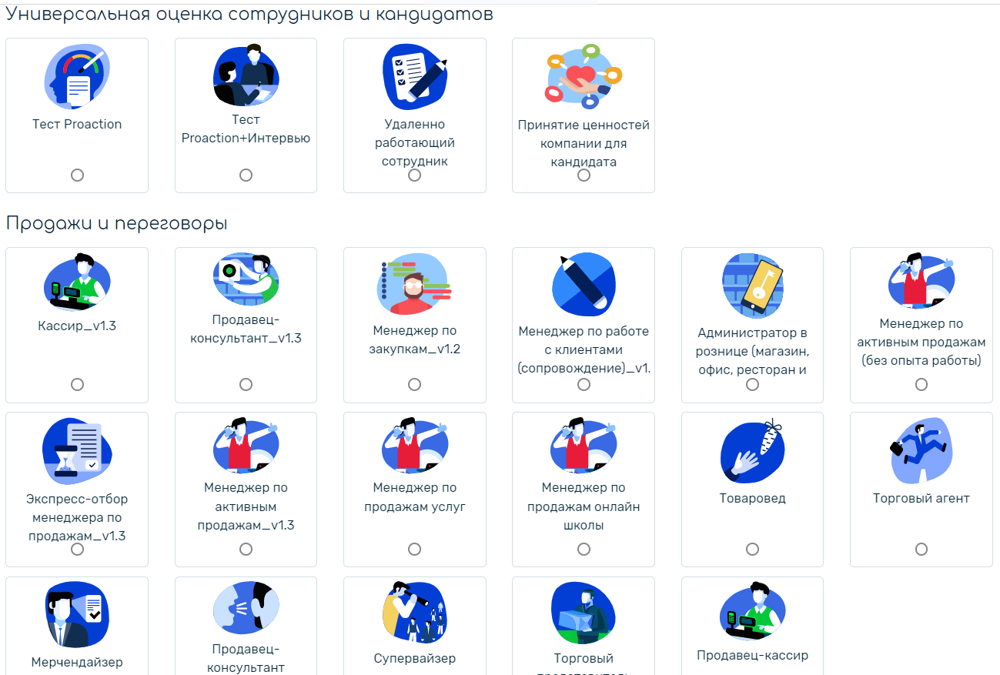 Универсальная оценка сотрудников и кандидатов
Тест Proaction
Тест
Proaction+Интервью
Удаленно
работающий
сотрудник
Принятие ценностей
компании для
кандидата
Продажи и переговоры
Кассир_v1.3
Продавец-
консультант_v1.3
Менеджер по
закупкам_v1.2
Менеджер по работе
с клиентами
(сопровождение)_v1.
Администратор в
рознице (магазин,
офис, ресторан и
Менеджер по
активным продажам
(без опыта работы)
Экспресс-отбор
менеджера по
продажам_v1.3
Менеджер по
активным
продажам_v1.3
Менеджер по
продажам услуг
Менеджер по
продажам онлайн
школы
Товаровед
Торговый агент
Мерчендайзер
Продавец-
консультант
Супервайзер
Торговый
Продавец-кассир